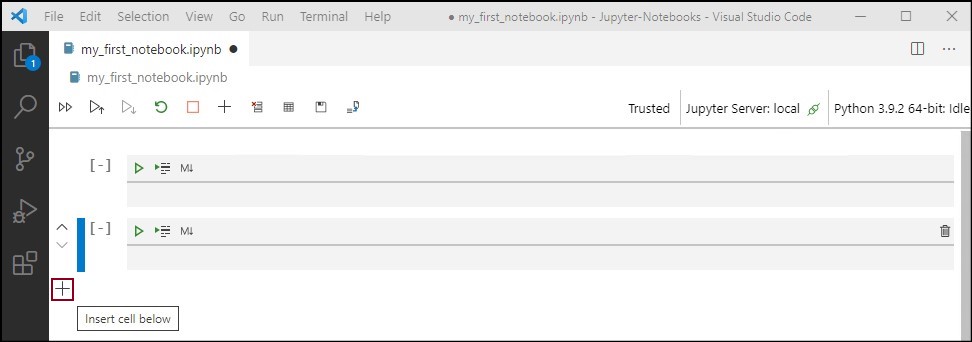 File Edit Selection View Go Run Terminal Help ● my_first_notebook.ipynb - Jupyter-Notebooks - Visual Studio Code
my_first_notebook.ipynb ●
1
my_first_notebook.ipynb
Trusted Jupyter Server: local Python 3.9.2 64-bit: Idle
[-] M↓
[-] M↓
Insert cell below